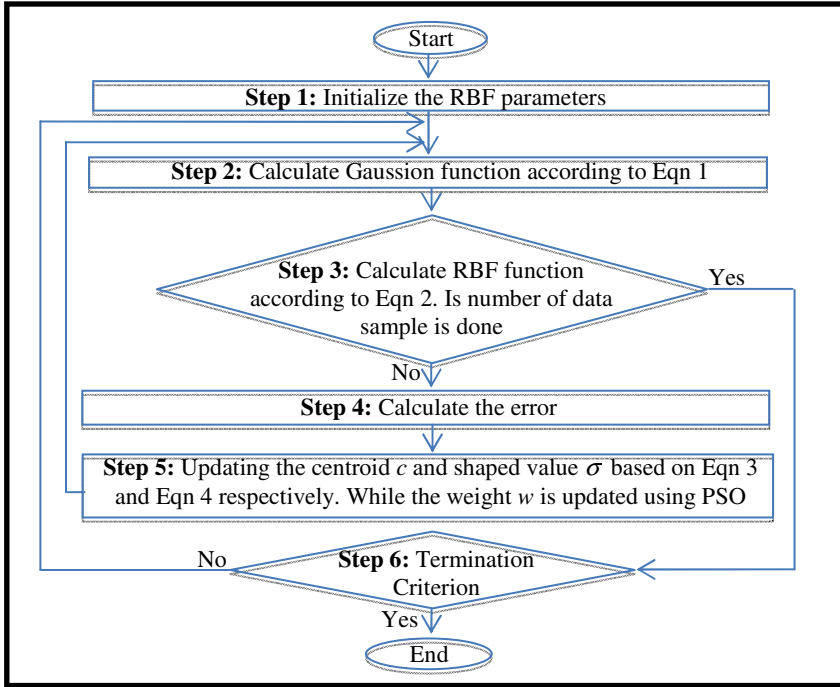 Start
Step 1: Initialize the RBF parameters
Step 2: Calculate Gaussion function according to Eqn 1
Step 3: Calculate RBF function
according to Eqn 2. Is number of data
sample is done
Yes
No
Step 4: Calculate the error
Step 5: Updating the centroid c and shaped value σ based on Eqn 3
and Eqn 4 respectively. While the weight w is updated using PSO
No
Step 6: Termination
Criterion
Yes
End